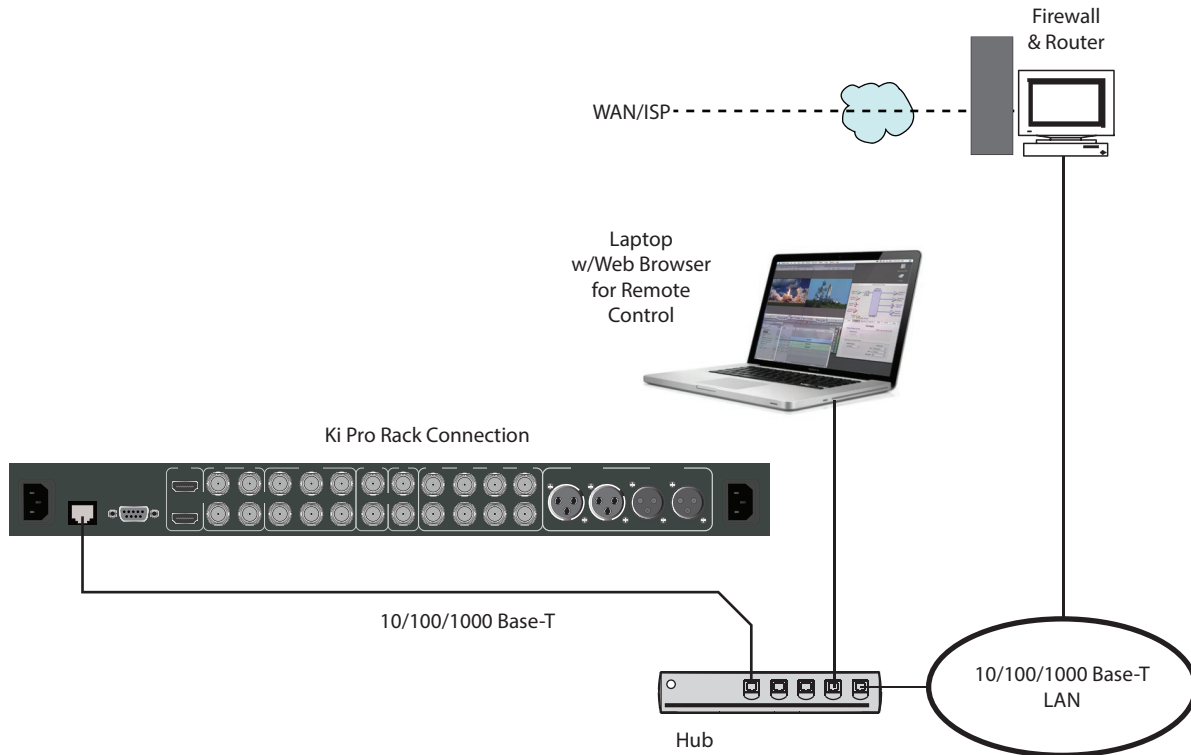 Firewall
& Router
WAN/ISP
Laptop
w/Web Browser
for Remote
Control
Ki Pro Rack Connection
10/100/1000 Base-T
10/100/1000 Base-T
LAN
Hub